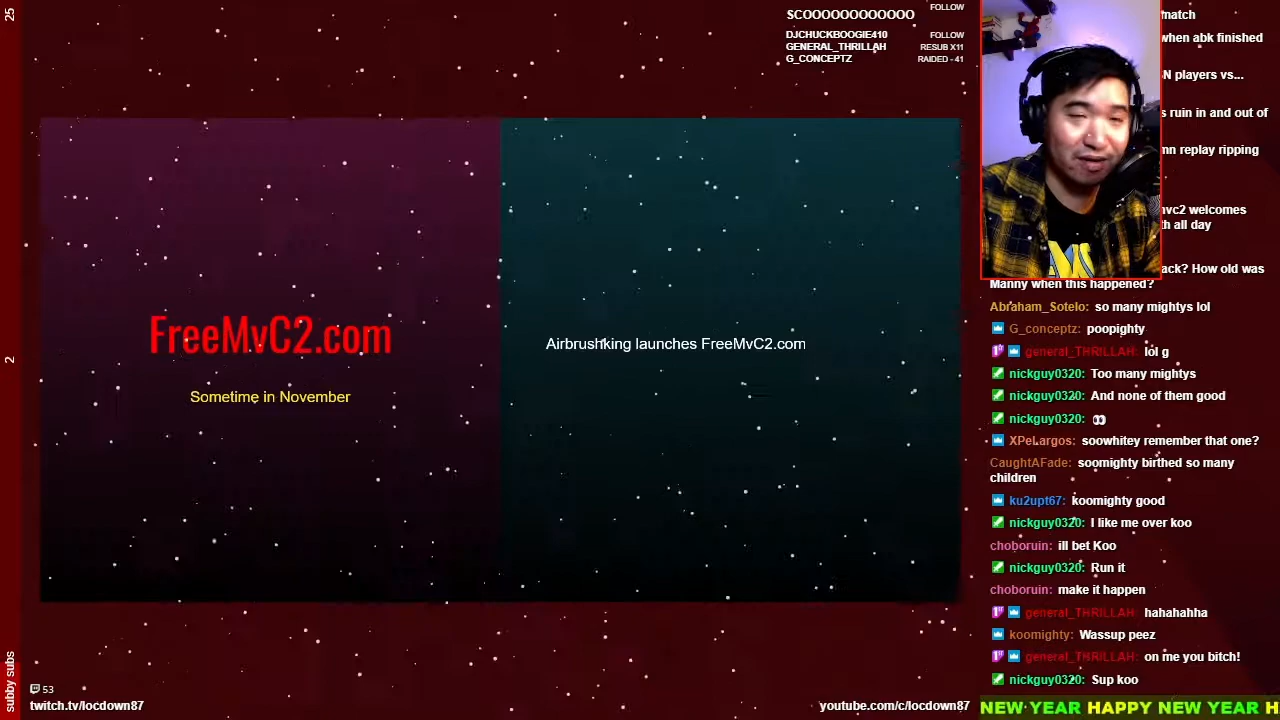 25
2
subby subs
SCOOOOOOOOOOOO
FOLLOW
DJCHUCKBOOGIE410
FOLLOW
GENERAL_THRILLAH
RESUB X11
G_CONCEPTZ
RAIDED - 41
FreeMvC2.com
Sometime in November
Airbrushking launches FreeMvC2.com
when abk finished
players vs...
ruin in and out of
replay ripping
welcomes
all day
How old was
Manny when this happened?
Abraham_Sotelo: so many mightys lol
G_conceptz: poopighty
general_THRILLAH: lol g
nickguy0320: Too many mightys
nickguy0320: And none of them good
nickguy0320: 👀
XPeLargos: soowhitey remember that one?
CaughtAFade: soomighty birthed so many
children
ku2upt67: koomighty good
nickguy0320: I like me over koo
choboruin: ill bet Koo
nickguy0320: Run it
choboruin: make it happen
general_THRILLAH: hahahahha
koomighty: Wassup peez
general_THRILLAH: on me you bitch!
nickguy0320: Sup koo
53
twitch.tv/locdown87
youtube.com/c/locdown87
NEW YEAR HAPPY NEW YEAR H